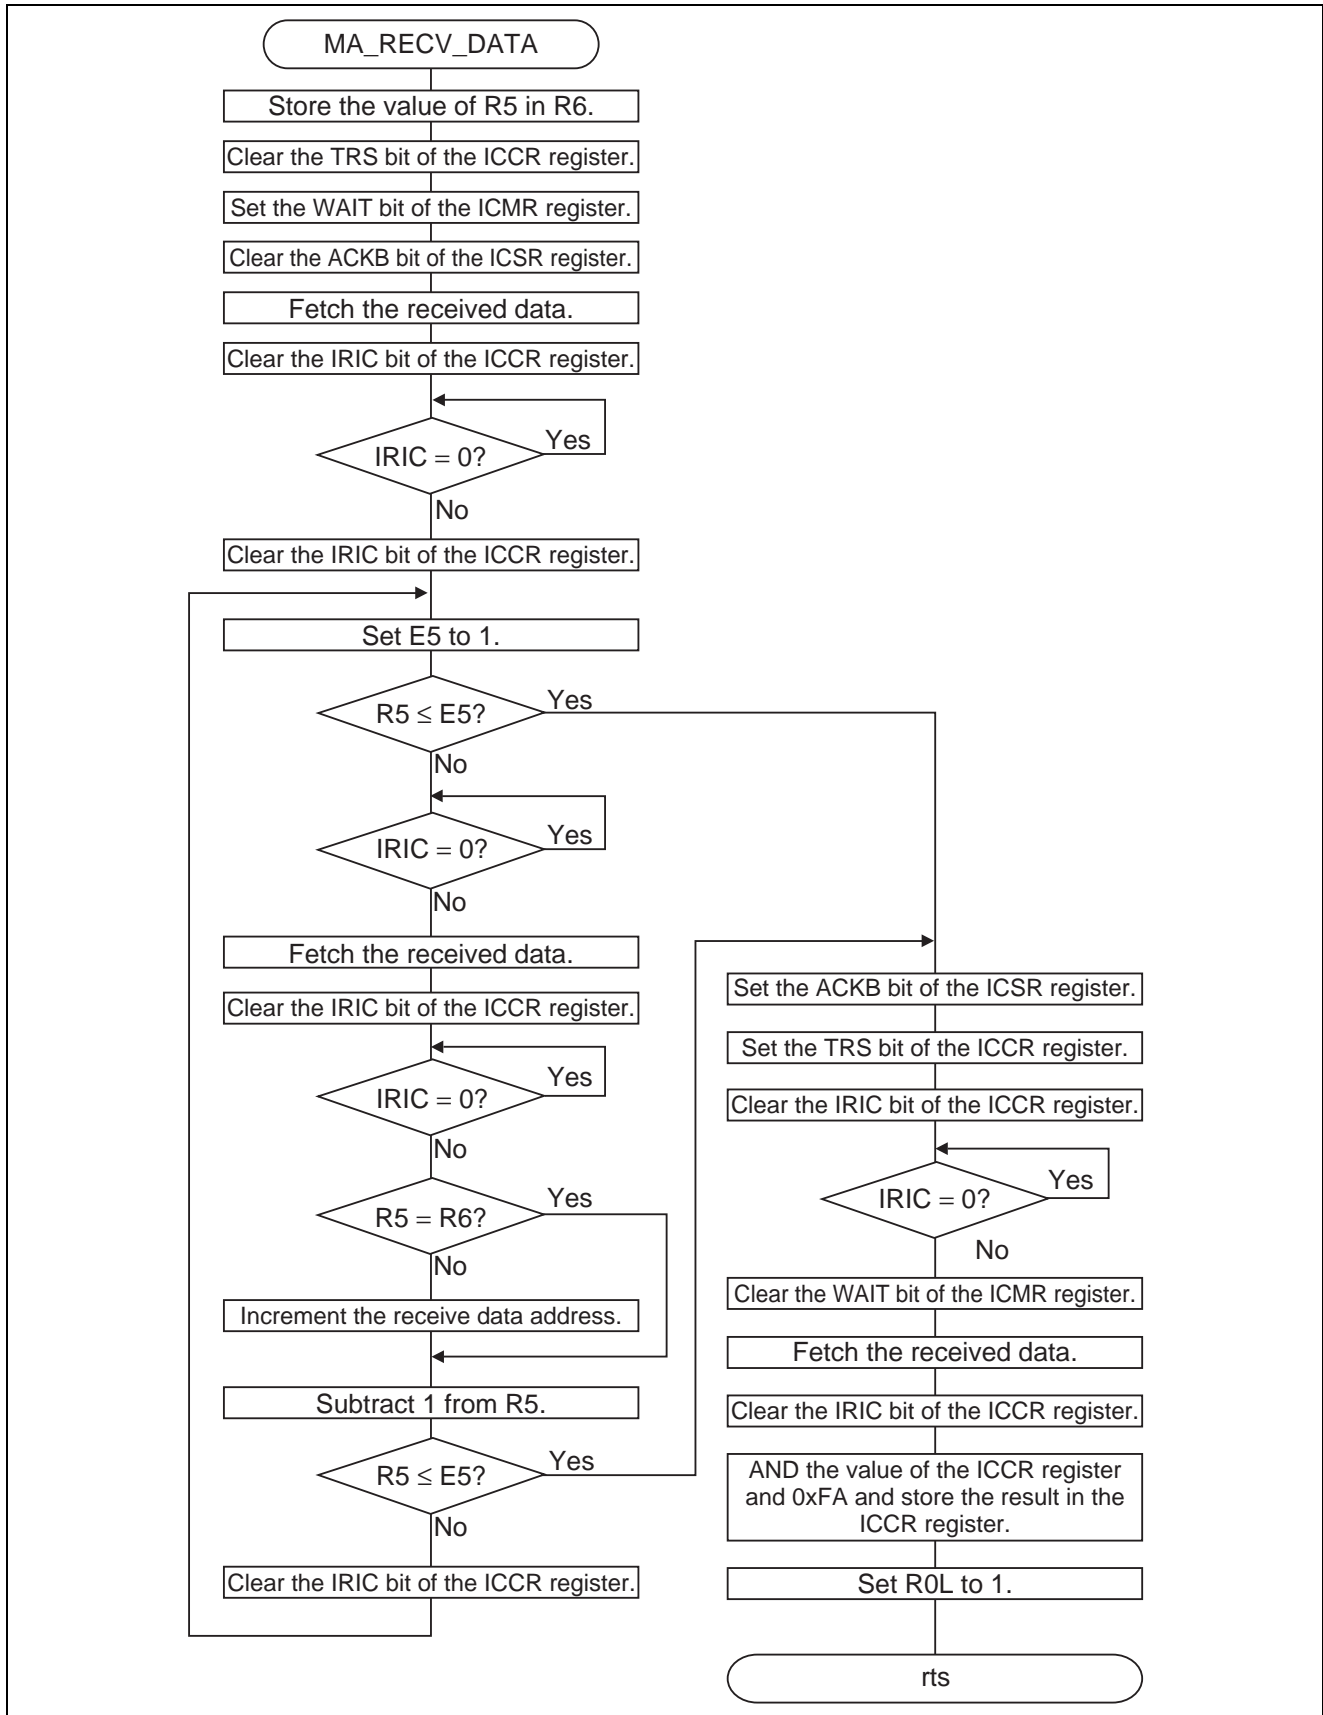 MA_RECV_DATA
Store the value of R5 in R6.
Clear the TRS bit of the ICCR register.
Set the WAIT bit of the ICMR register.
Clear the ACKB bit of the ICSR register.
Fetch the received data.
Clear the IRIC bit of the ICCR register.
IRIC = 0?
Yes
No
Clear the IRIC bit of the ICCR register.
Set E5 to 1.
R5 ≤ E5?
Yes
No
IRIC = 0?
Yes
No
Fetch the received data.
Clear the IRIC bit of the ICCR register.
IRIC = 0?
Yes
No
R5 = R6?
Yes
No
Increment the receive data address.
Subtract 1 from R5.
R5 ≤ E5?
Yes
No
Clear the IRIC bit of the ICCR register.
Set the ACKB bit of the ICSR register.
Set the TRS bit of the ICCR register.
Clear the IRIC bit of the ICCR register.
IRIC = 0?
Yes
No
Clear the WAIT bit of the ICMR register.
Fetch the received data.
Clear the IRIC bit of the ICCR register.
AND the value of the ICCR register
and 0xFA and store the result in the
ICCR register.
Set R0L to 1.
rts